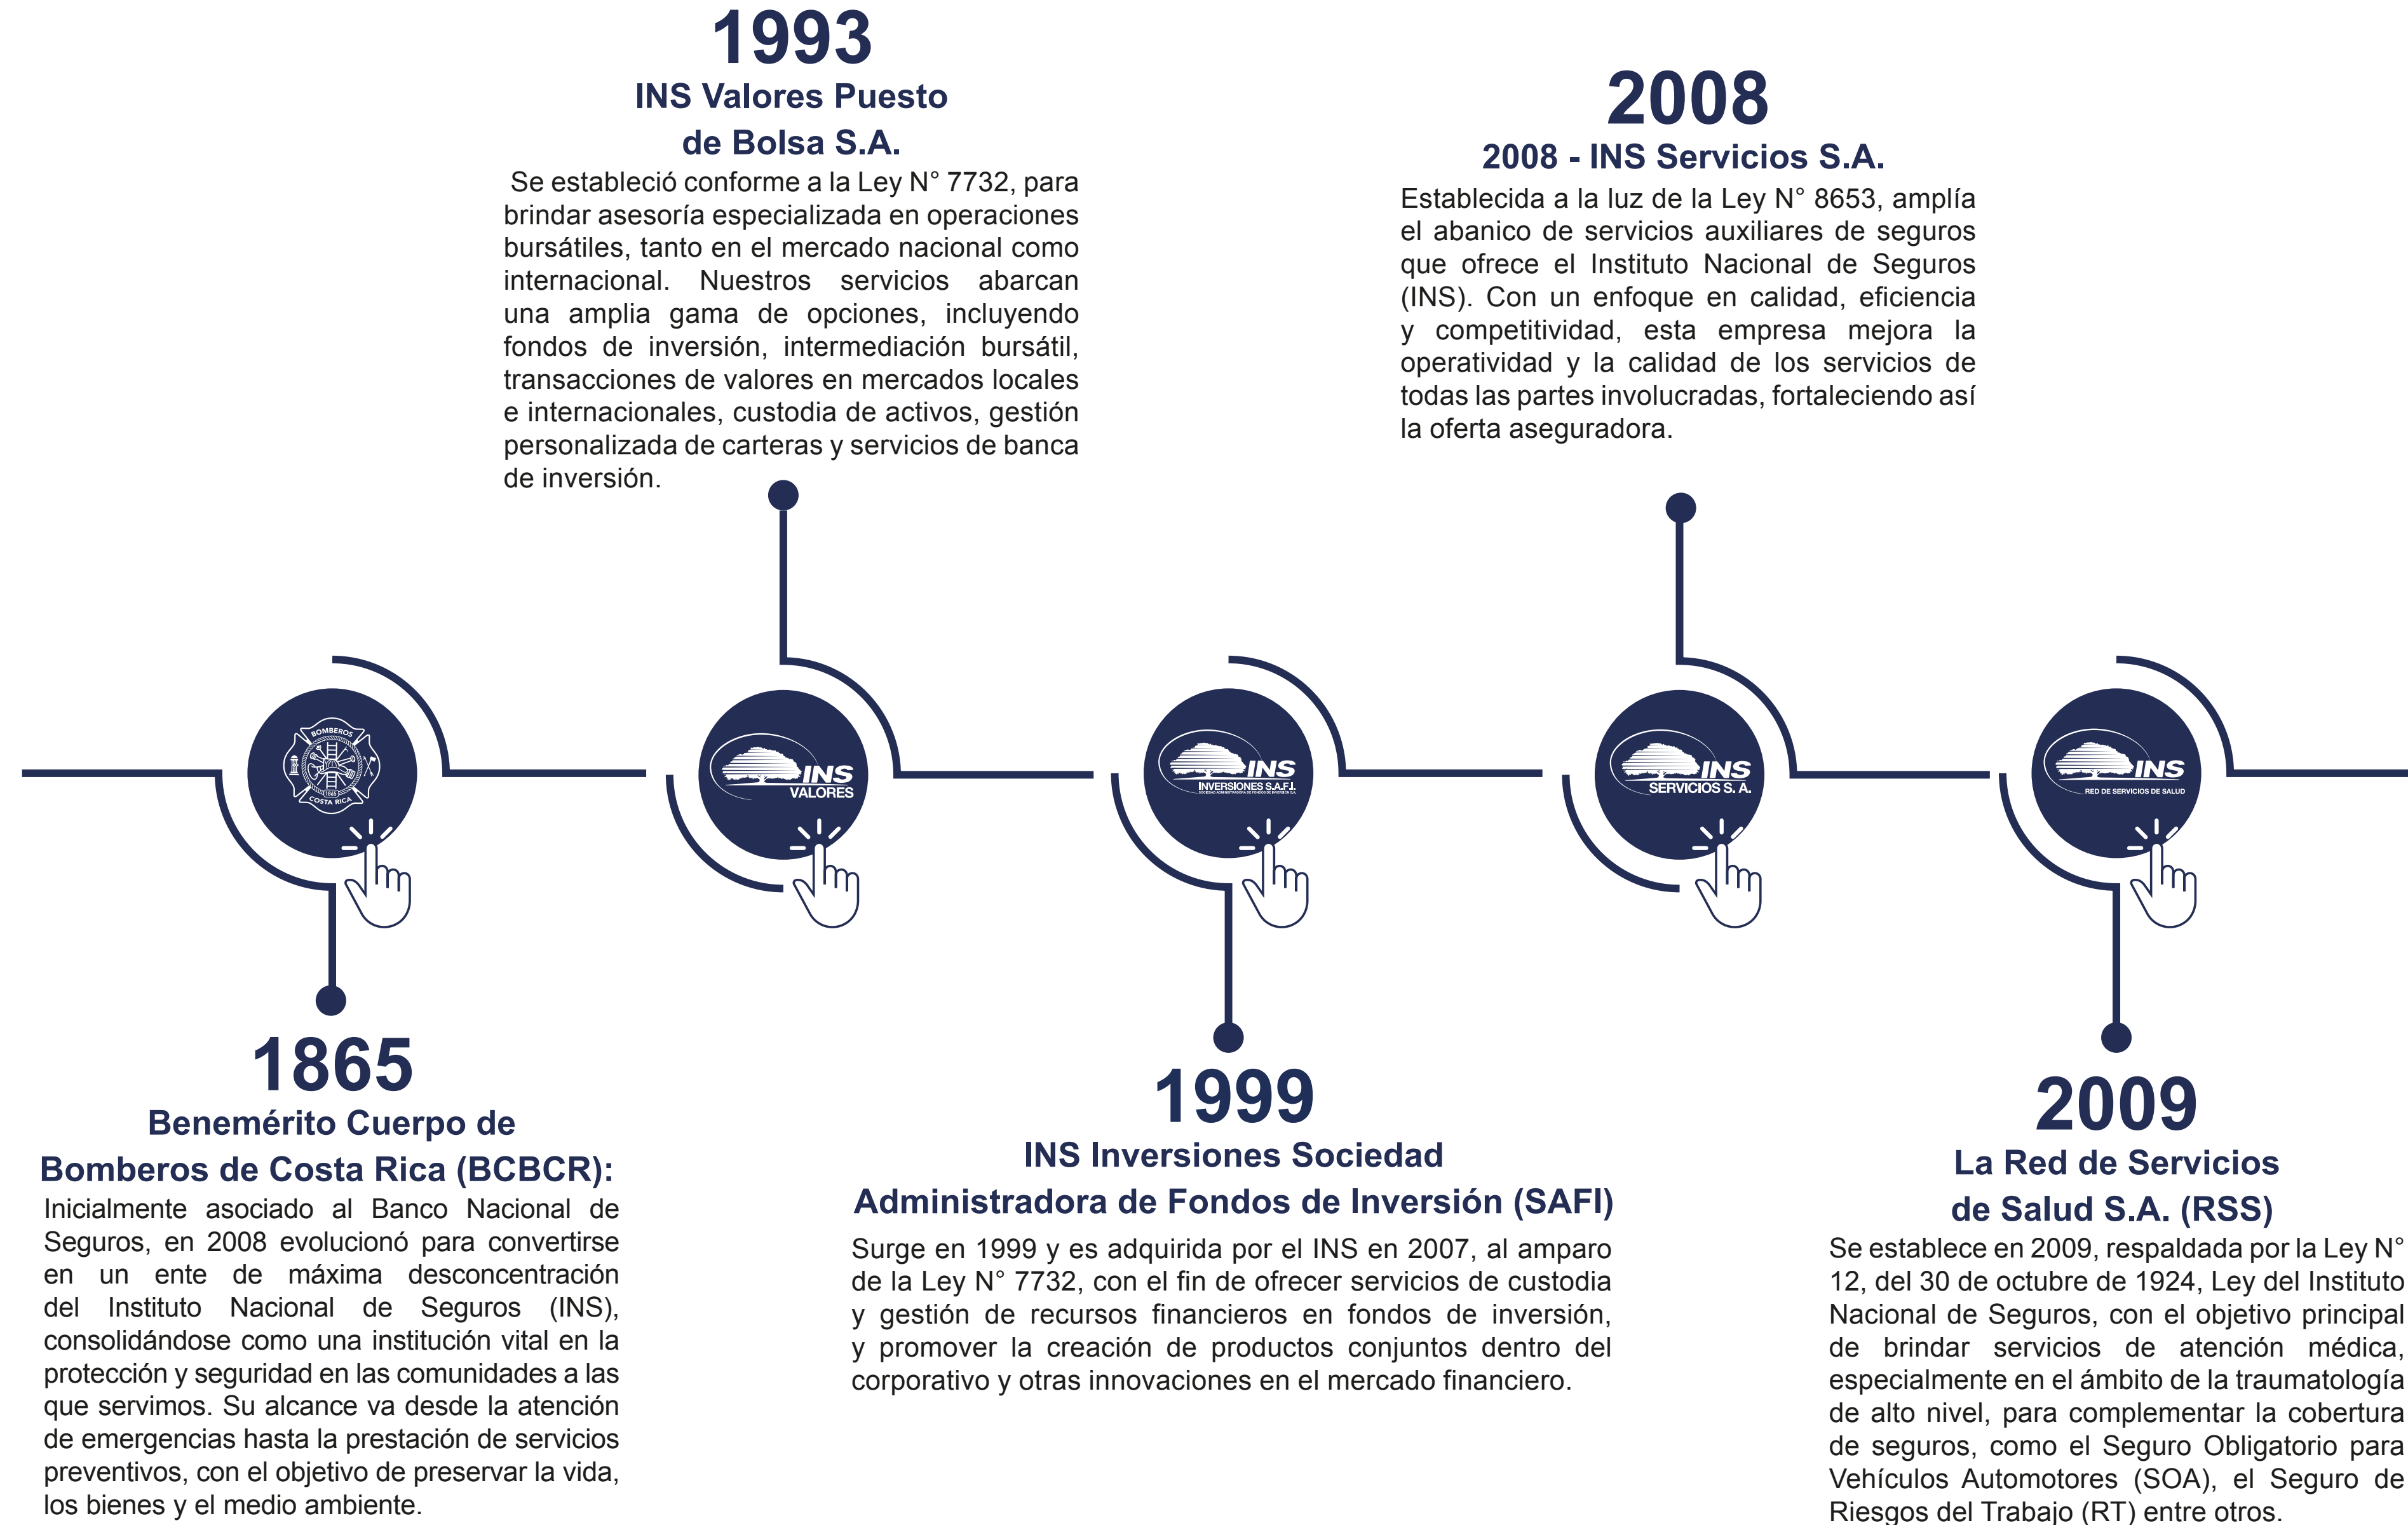 1993
INS Valores Puesto
de Bolsa S.A.
Se estableció conforme a la Ley N° 7732, para
brindar asesoría especializada en operaciones
bursátiles, tanto en el mercado nacional como
internacional. Nuestros servicios abarcan
una amplia gama de opciones, incluyendo
fondos de inversión, intermediación bursátil,
transacciones de valores en mercados locales
e internacionales, custodia de activos, gestión
personalizada de carteras y servicios de banca
de inversión.
2008
2008 - INS Servicios S.A.
Establecida a la luz de la Ley N° 8653, amplía
el abanico de servicios auxiliares de seguros
que ofrece el Instituto Nacional de Seguros
(INS). Con un enfoque en calidad, eficiencia
y competitividad, esta empresa mejora la
operatividad y la calidad de los servicios de
todas las partes involucradas, fortaleciendo así
la oferta aseguradora.
BOMBEROS
1865
COSTA RICA
INS
VALORES
INS
INVERSIONES S.A.F.I.
SOCIEDAD ADMINISTRADORA DE FONDOS DE INVERSIÓN S.A.
INS
SERVICIOS S. A.
INS
RED DE SERVICIOS DE SALUD
1865
Benemérito Cuerpo de
Bomberos de Costa Rica (BCBCR):
Inicialmente asociado al Banco Nacional de
Seguros, en 2008 evolucionó para convertirse
en un ente de máxima desconcentración
del Instituto Nacional de Seguros (INS),
consolidándose como una institución vital en la
protección y seguridad en las comunidades a las
que servimos. Su alcance va desde la atención
de emergencias hasta la prestación de servicios
preventivos, con el objetivo de preservar la vida,
los bienes y el medio ambiente.
1999
INS Inversiones Sociedad
Administradora de Fondos de Inversión (SAFI)
Surge en 1999 y es adquirida por el INS en 2007, al amparo
de la Ley N° 7732, con el fin de ofrecer servicios de custodia
y gestión de recursos financieros en fondos de inversión,
y promover la creación de productos conjuntos dentro del
corporativo y otras innovaciones en el mercado financiero.
2009
La Red de Servicios
de Salud S.A. (RSS)
Se establece en 2009, respaldada por la Ley N°
12, del 30 de octubre de 1924, Ley del Instituto
Nacional de Seguros, con el objetivo principal
de brindar servicios de atención médica,
especialmente en el ámbito de la traumatología
de alto nivel, para complementar la cobertura
de seguros, como el Seguro Obligatorio para
Vehículos Automotores (SOA), el Seguro de
Riesgos del Trabajo (RT) entre otros.